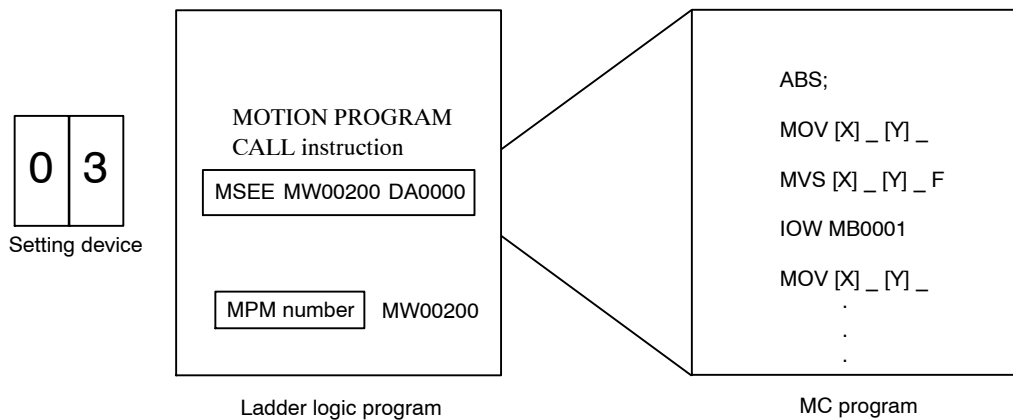 0 3
Setting device
MOTION PROGRAM
CALL instruction
MSEE MW00200 DA0000
MPM number MW00200
Ladder logic program
ABS;
MOV [X] _ [Y] _
MVS [X] _ [Y] _ F
IOW MB0001
MOV [X] _ [Y] _
.
.
.
MC program